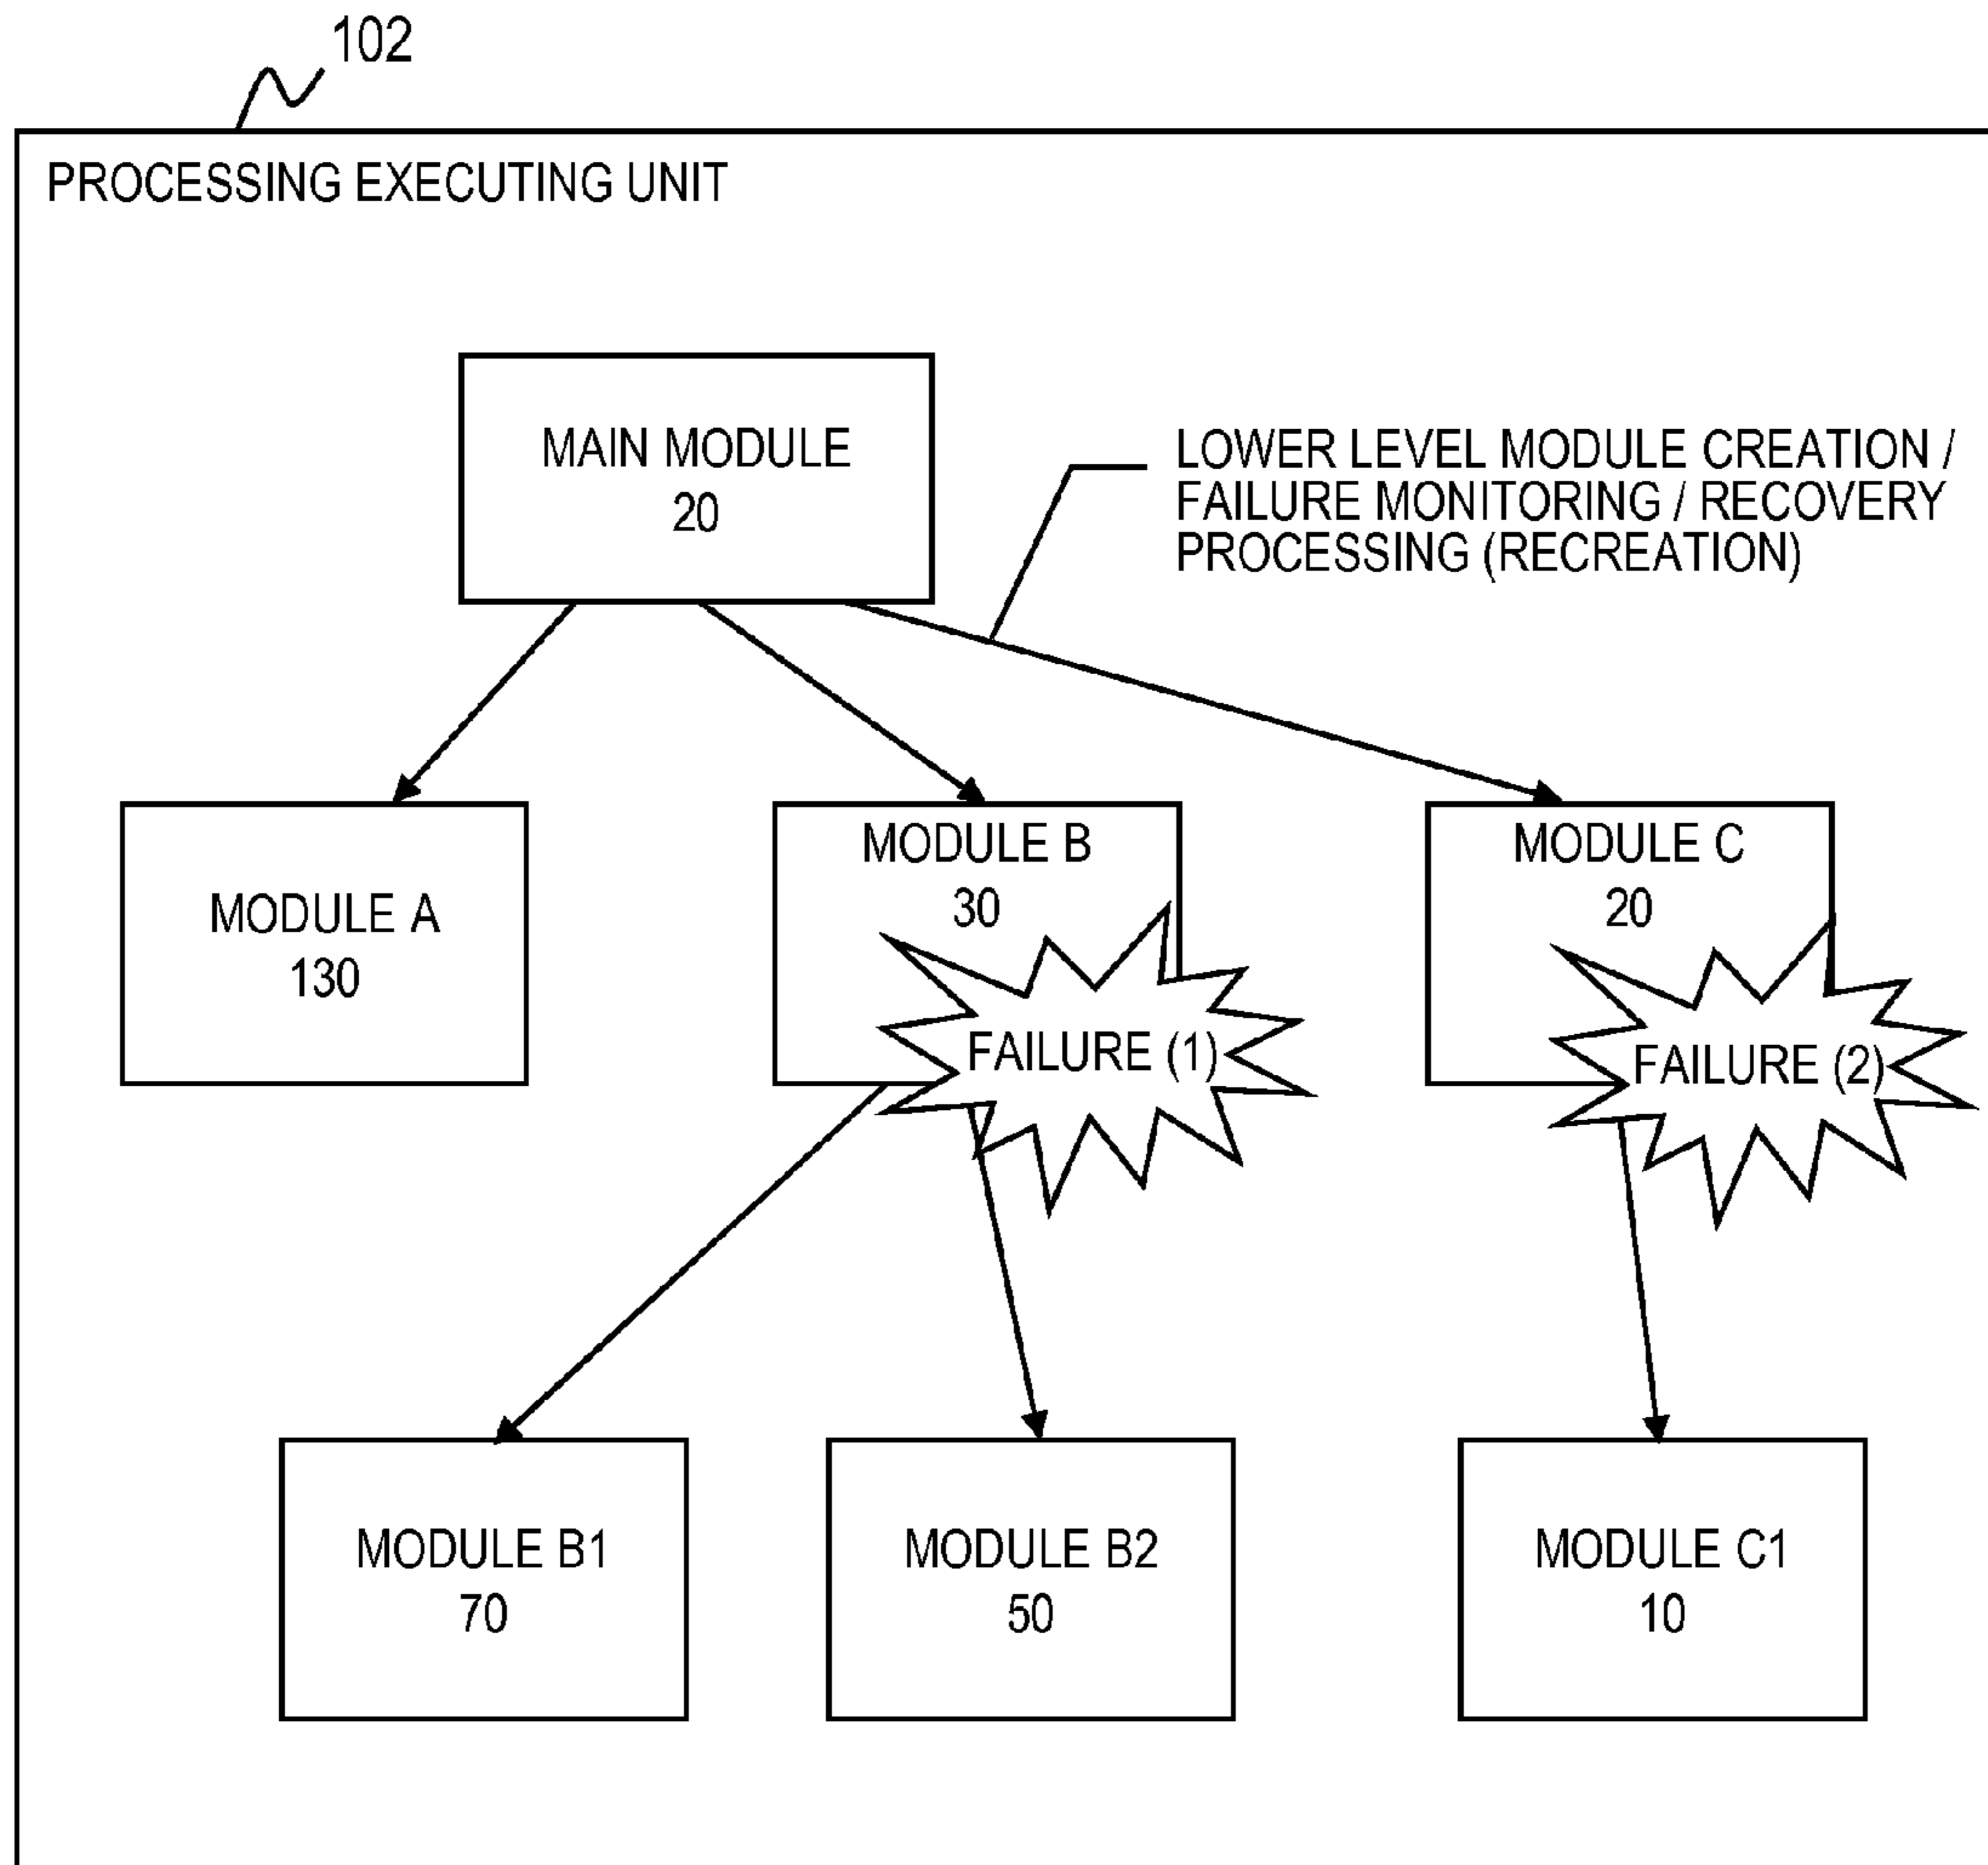 102
PROCESSING EXECUTING UNIT
MAIN MODULE
20
LOWER LEVEL MODULE CREATION /
FAILURE MONITORING / RECOVERY
PROCESSING (RECREATION)
MODULE A
130
MODULE B
30
FAILURE (1)
MODULE C
20
FAILURE (2)
MODULE B1
70
MODULE B2
50
MODULE C1
10